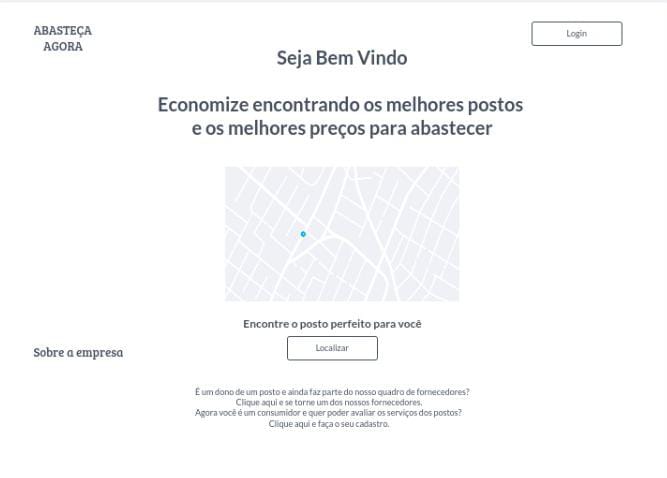 ABASTEÇA
AGORA
Login
Seja Bem Vindo
Economize encontrando os melhores postos
e os melhores preços para abastecer
Encontre o posto perfeito para você
Localizar
Sobre a empresa
É um dono de um posto e ainda faz parte do nosso quadro de fornecedores?
Clique aqui e se torne um dos nossos fornecedores.
Agora você é um consumidor e quer poder avaliar os serviços dos postos?
Clique aqui e faça o seu cadastro.